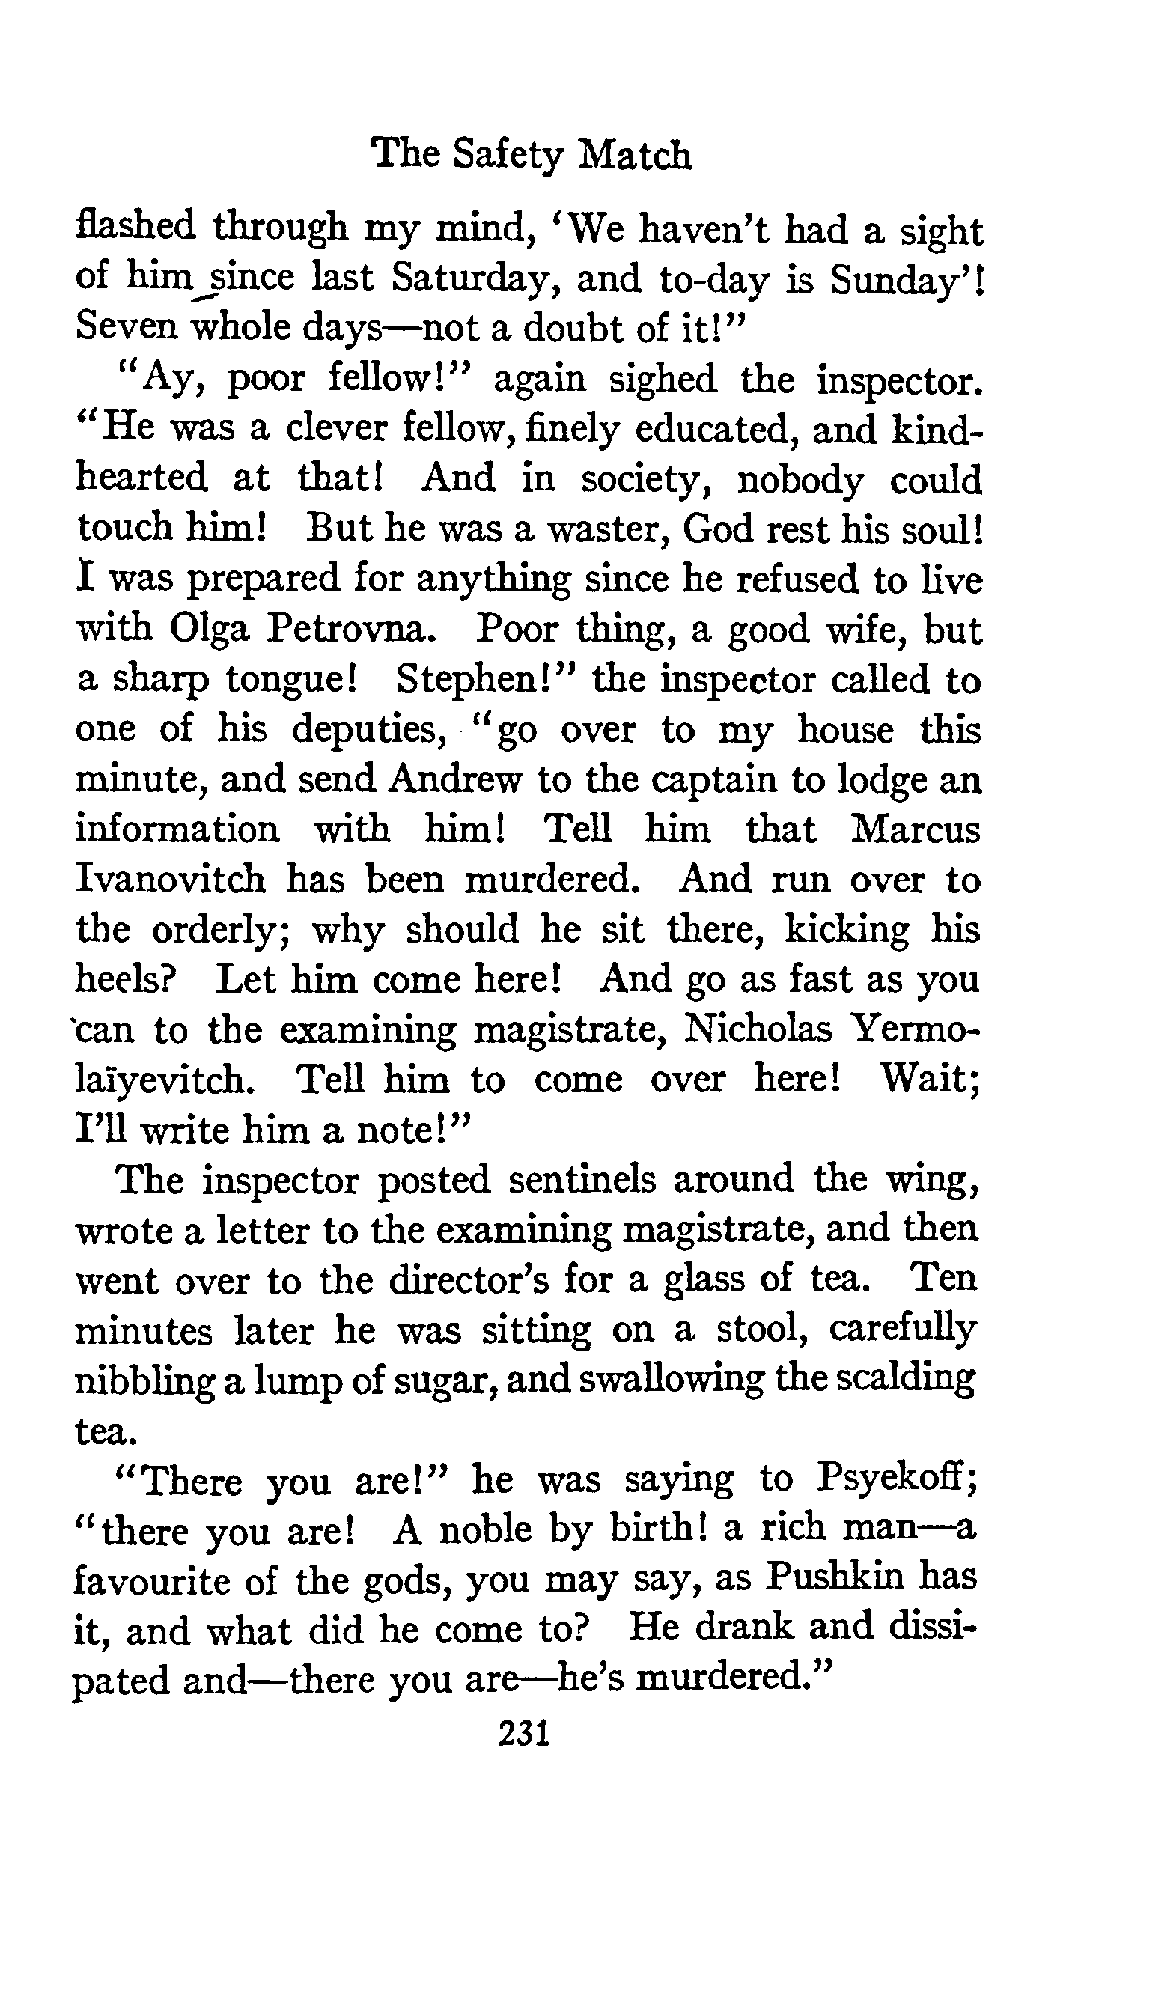 The Safety Match
flashed through my mind, ‘We haven’t had a sight
of him since last Saturday, and to-day is Sunday’!
Seven whole days—not a doubt of it!”
“Ay, poor fellow!” again sighed the inspector.
“He was a clever fellow, finely educated, and kind-
hearted at that! And in society, nobody could
touch him! But he was a waster, God rest his soul!
I was prepared for anything since he refused to live
with Olga Petrovna. Poor thing, a good wife, but
a sharp tongue! Stephen!” the inspector called to
one of his deputies, “go over to my house this
minute, and send Andrew to the captain to lodge an
information with him! Tell him that Marcus
Ivanovitch has been murdered. And run over to
the orderly; why should he sit there, kicking his
heels? Let him come here! And go as fast as you
can to the examining magistrate, Nicholas Yermo-
laïyevitch. Tell him to come over here! Wait;
I’ll write him a note!”
The inspector posted sentinels around the wing,
wrote a letter to the examining magistrate, and then
went over to the director’s for a glass of tea. Ten
minutes later he was sitting on a stool, carefully
nibbling a lump of sugar, and swallowing the scalding
tea.
“There you are!” he was saying to Psyekoff;
“there you are! A noble by birth! a rich man—a
favourite of the gods, you may say, as Pushkin has
it, and what did he come to? He drank and dissi-
pated and—there you are—he’s murdered.”
231